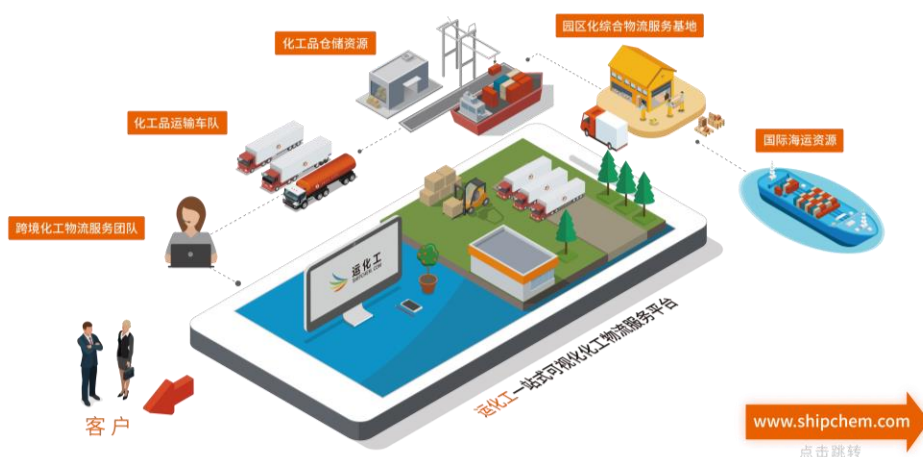 园区化综合物流服务基地
化工品仓储资源
化工品运输车队
国际海运资源
跨境化工物流服务团队
运化工
SHIPCHEM.COM
运化工一站式可视化化工物流服务平台
客户
www.shipchem.com
点击跳转